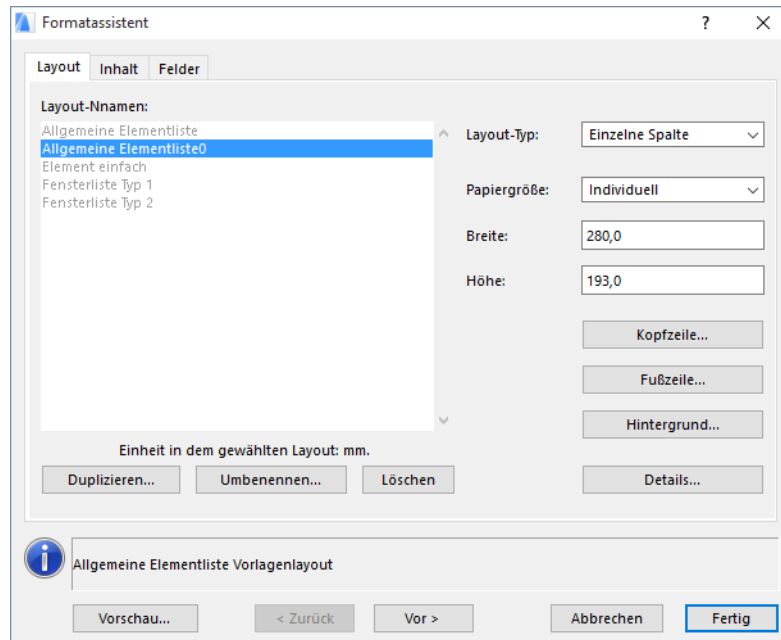 Formatassistent
Layout Inhalt Felder
Layout-Nnamen:
Allgemeine Elementliste
Allgemeine Elementliste0
Element einfach
Fensterliste Typ 1
Fensterliste Typ 2
Layout-Typ: Einzelne Spalte
Papiergröße: Individuell
Breite: 280,0
Höhe: 193,0
Kopfzeile...
Fußzeile...
Hintergrund...
Einheit in dem gewählten Layout: mm.
Duplizieren... Umbenennen... Löschen Details...
Allgemeine Elementliste Vorlagenlayout
Vorschau... < Zurück Vor > Abbrechen Fertig